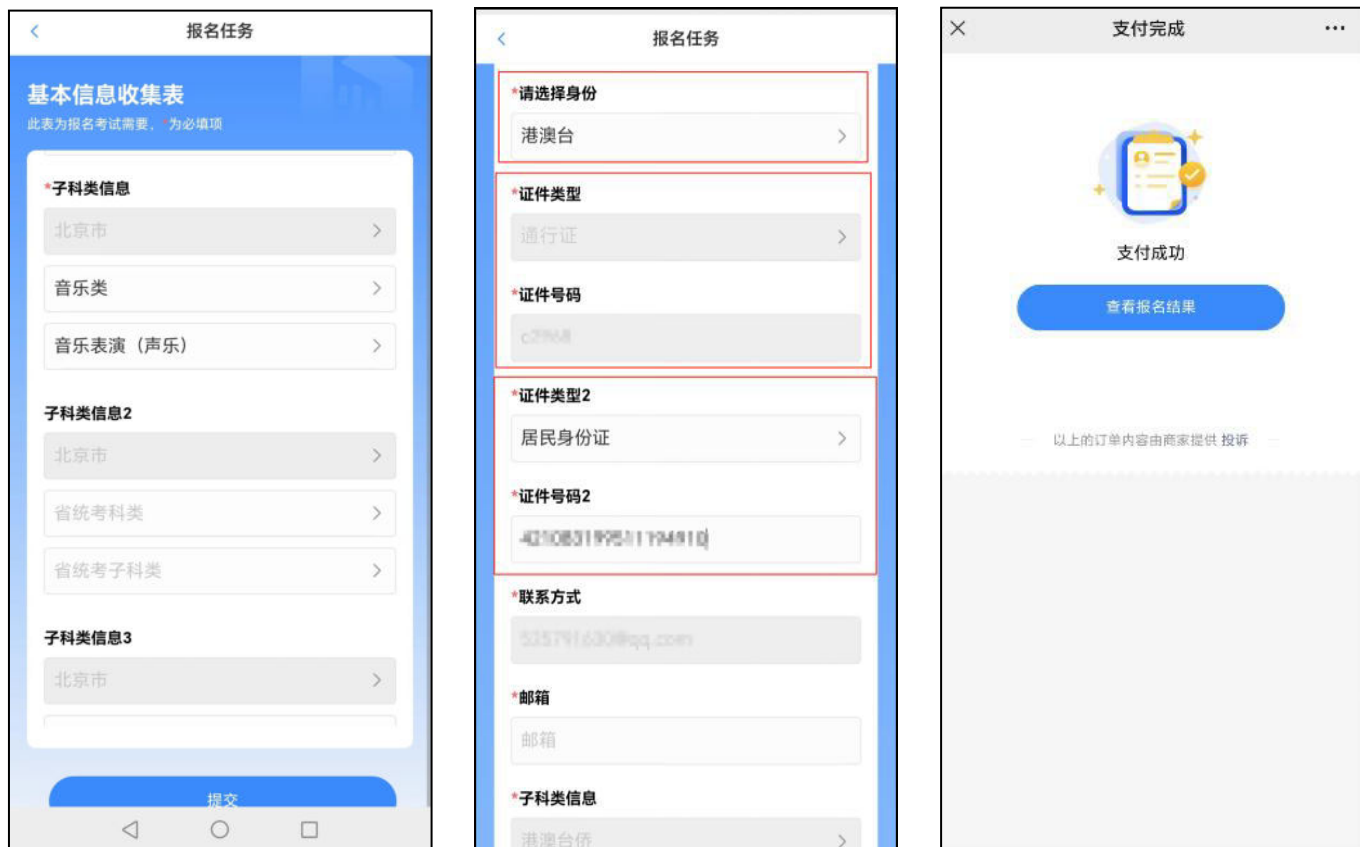 报名任务
基本信息收集表
此表为报名考试需要，*为必填项
*子科类信息
北京市
音乐类
音乐表演（声乐）
子科类信息2
北京市
省统考科类
省统考子科类
子科类信息3
北京市
提交
报名任务
*请选择身份
港澳台
*证件类型
通行证
*证件号码
*证件类型2
居民身份证
*证件号码2
*联系方式
*邮箱
邮箱
*子科类信息
港澳台侨
支付完成
支付成功
查看报名结果
以上的订单内容由商家提供 投诉